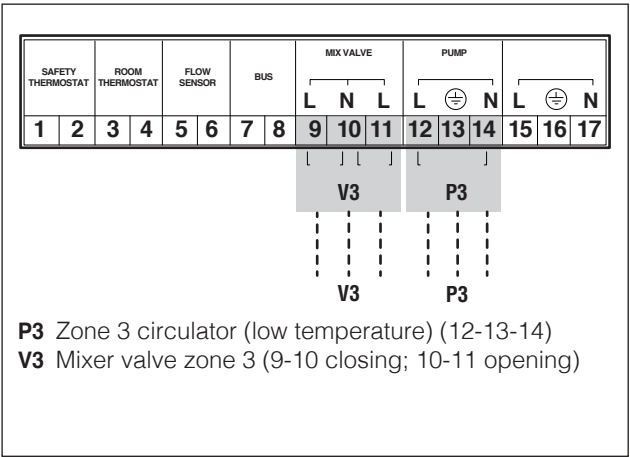 MIX VALVE PUMP
SAFETY THERMOSTAT ROOM THERMOSTAT FLOW SENSOR BUS
L N L L N L N
1 2 3 4 5 6 7 8 9 10 11 12 13 14 15 16 17
V3 P3
V3 P3
P3 Zone 3 circulator (low temperature) (12-13-14)
V3 Mixer valve zone 3 (9-10 closing; 10-11 opening)